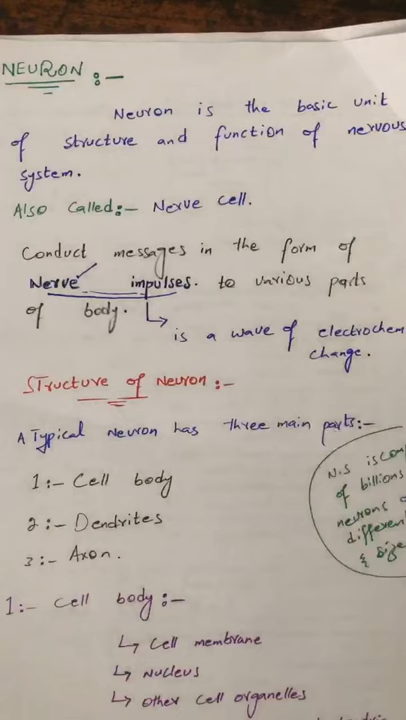 NEURON :-
Neuron is the basic unit
of structure and function of nervous
system.
Also Called:- Nerve cell.
Conduct messages in the form of
Nerve impulses. to various parts
of body.
is a wave of electrochem
change.
Structure of Neuron :-
A Typical neuron has three main parts:-
N.S is com
of billions
neurons o
different
& size
1:- Cell body
2:- Dendrites
3:- Axon.
1:- Cell body:-
↳ Cell membrane
↳ Nucleus
↳ other cell organelles